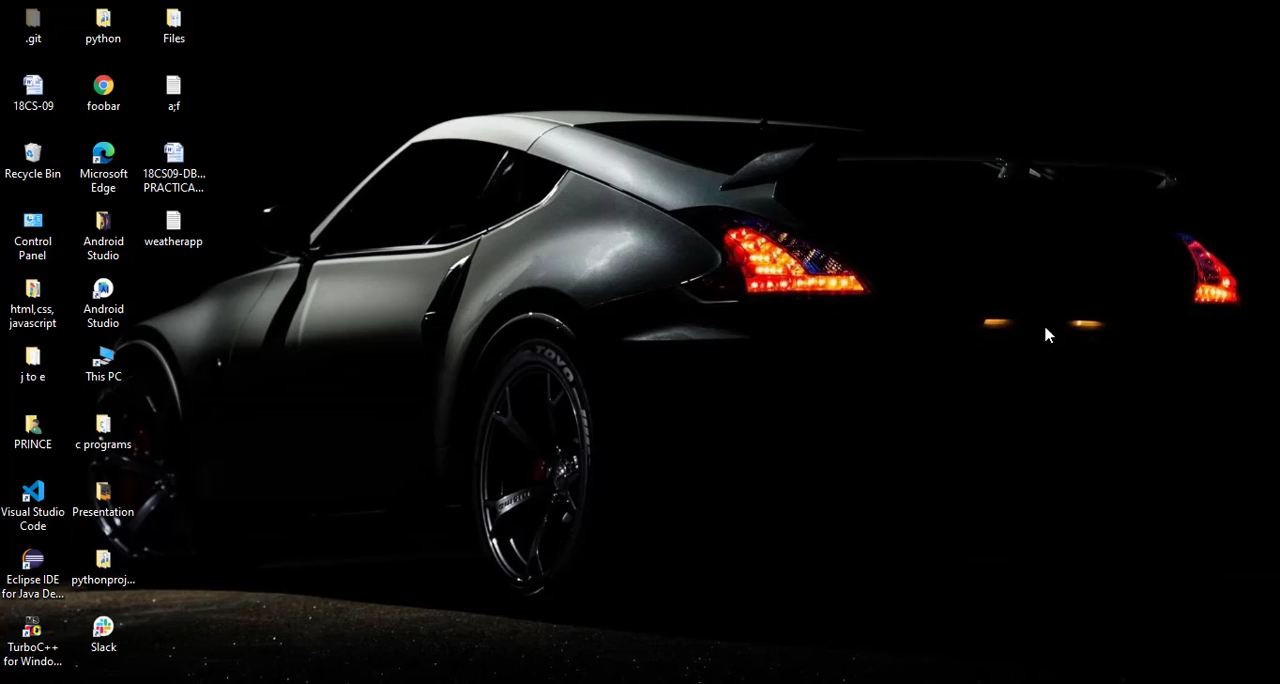 .git
python
Files
18CS-09
foobar
a;f
Recycle Bin
Microsoft
Edge
18CS09-DB...
PRACTICA...
Control
Panel
Android
Studio
weatherapp
html,css,
javascript
Android
Studio
j to e
This PC
PRINCE
c programs
Visual Studio
Code
Presentation
Eclipse IDE
for Java De...
pythonproj...
TurboC++
for Windo...
Slack
TOYO